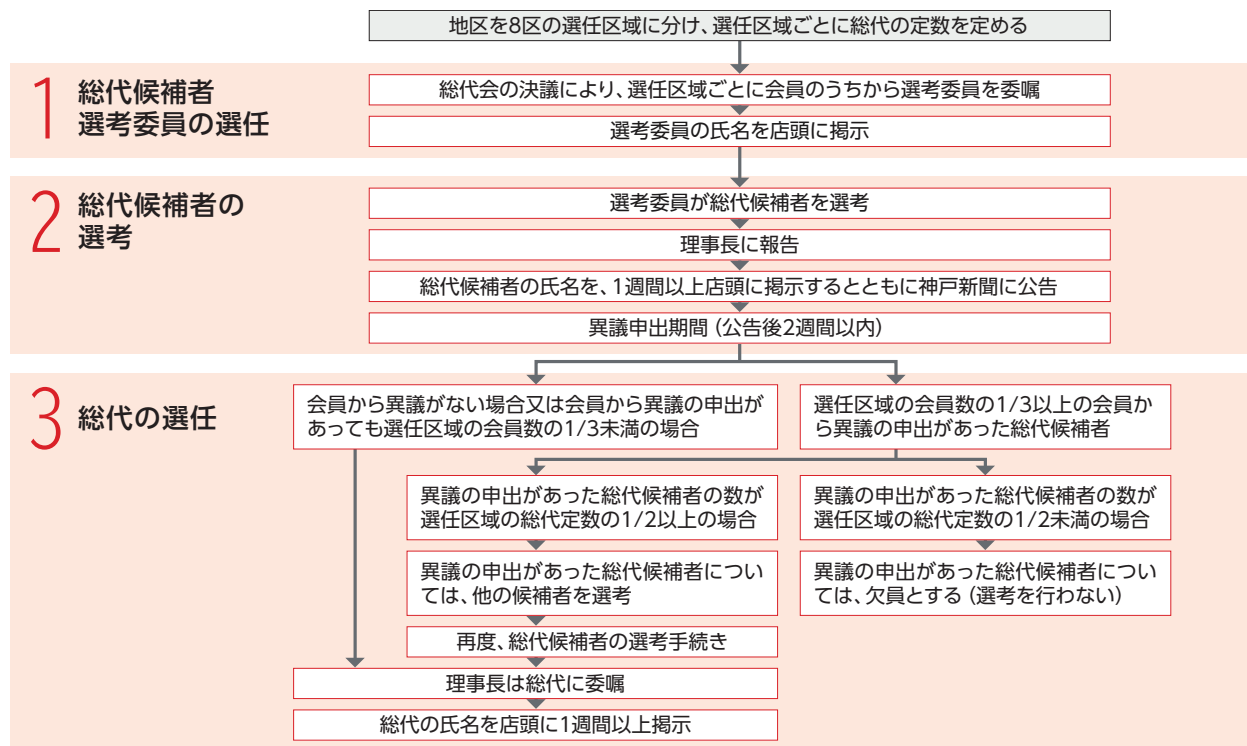 地区を8区の選任区域に分け、選任区域ごとに総代の定数を定める
1 総代候補者
選考委員の選任
総代会の決議により、選任区域ごとに会員のうちから選考委員を委嘱
選考委員の氏名を店頭に掲示
2 総代候補者の
選考
選考委員が総代候補者を選考
理事長に報告
総代候補者の氏名を、1週間以上店頭に掲示するとともに神戸新聞に公告
異議申出期間（公告後2週間以内）
3 総代の選任
会員から異議がない場合又は会員から異議の申出が
あっても選任区域の会員数の1/3未満の場合
選任区域の会員数の1/3以上の会員か
ら異議の申出があった総代候補者
異議の申出があった総代候補者の数が
選任区域の総代定数の1/2以上の場合
異議の申出があった総代候補者の数が
選任区域の総代定数の1/2未満の場合
異議の申出があった総代候補者につい
ては、他の候補者を選考
異議の申出があった総代候補者につい
ては、欠員とする（選考を行わない）
再度、総代候補者の選考手続き
理事長は総代に委嘱
総代の氏名を店頭に1週間以上掲示